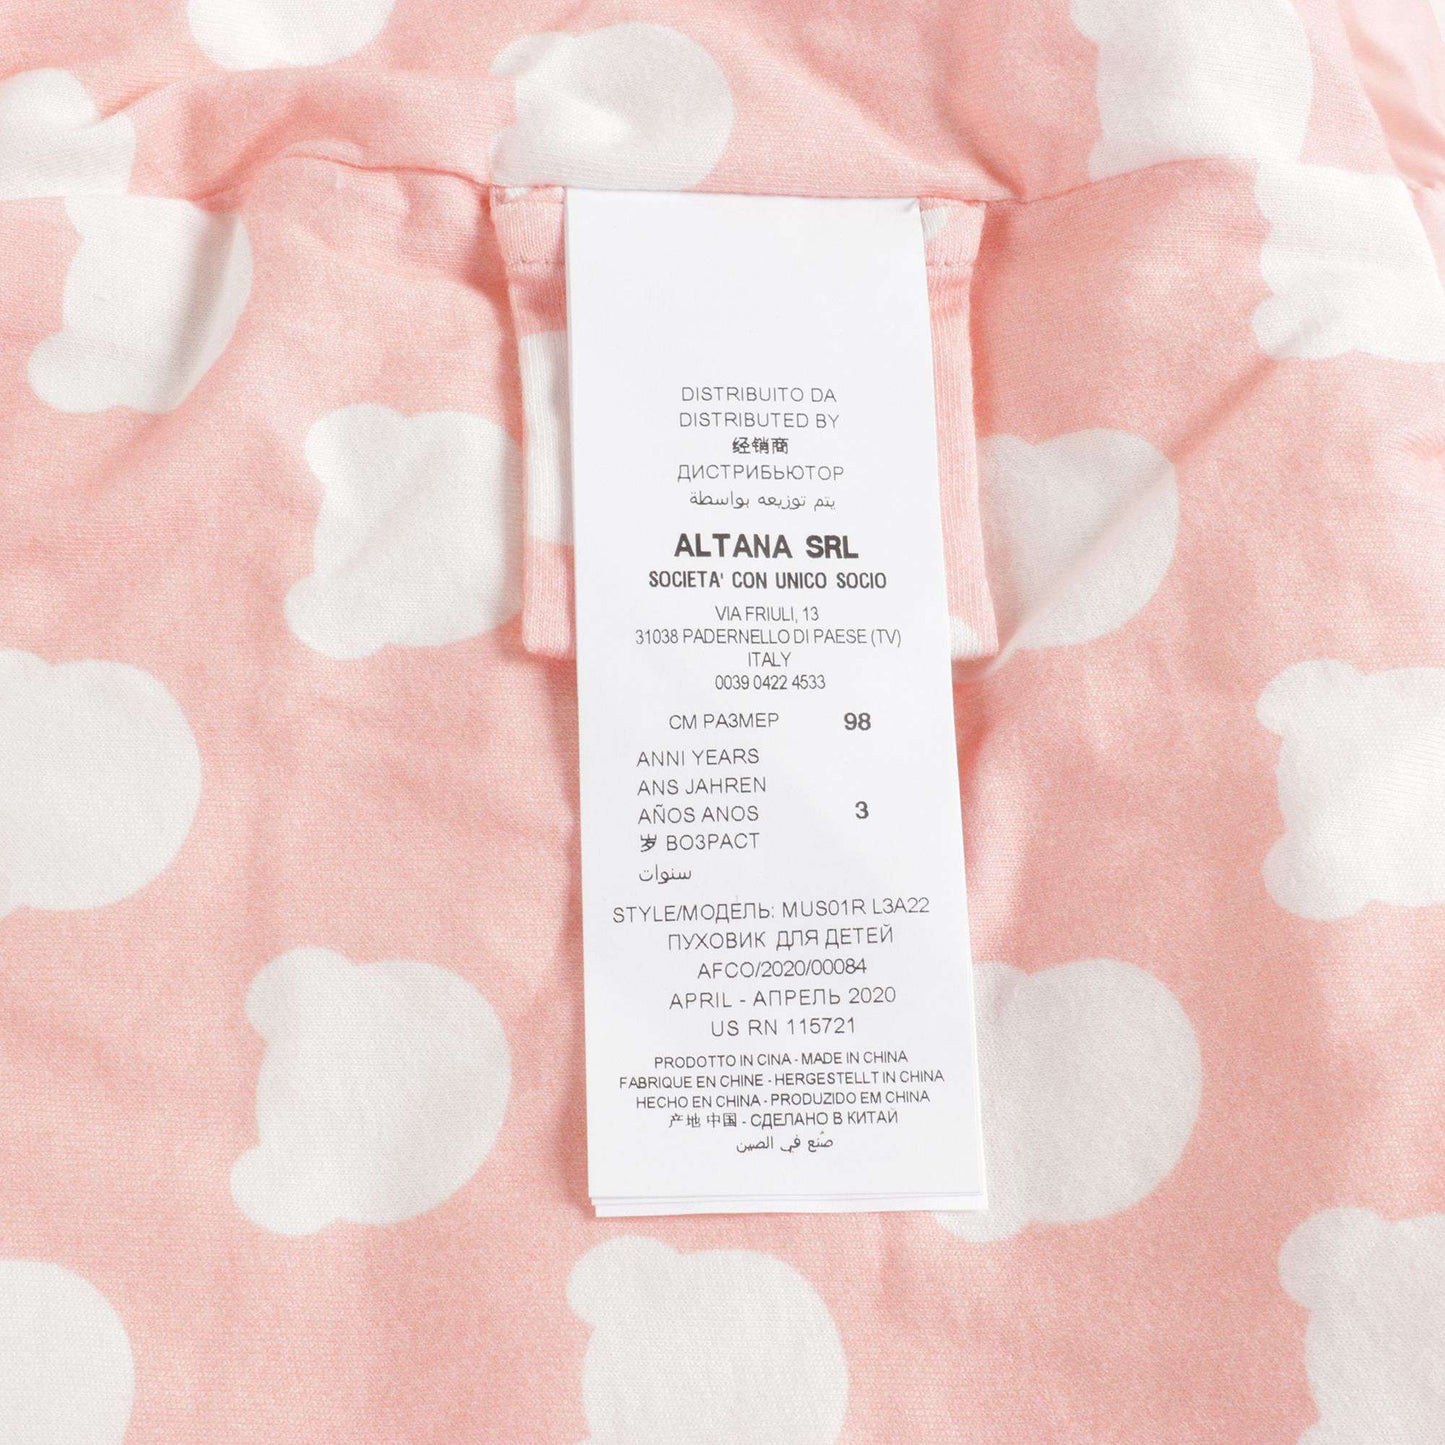 DISTRIBUITO DA
DISTRIBUTED BY
经销商
ДИСТРИБЬЮТОР
يتم توزيعه بواسطة
ALTANA SRL
SOCIETA' CON UNICO SOCIO
VIA FRIULI, 13
31038 PADERNELLO DI PAESE (TV)
ITALY
0039 0422 4533
CM РАЗМЕР 98
ANNI YEARS
ANS JAHREN
AÑOS ANOS 3
岁 ВОЗРАСТ
سنوات
STYLE/МОДЕЛЬ: MUS01R L3A22
ПУХОВИК ДЛЯ ДЕТЕЙ
AFCO/2020/00084
APRIL - АПРЕЛЬ 2020
US RN 115721
PRODOTTO IN CINA - MADE IN CHINA
FABRIQUE EN CHINE - HERGESTELLT IN CHINA
HECHO EN CHINA - PRODUZIDO EM CHINA
产地 中国 - СДЕЛАНО В КИТАЙ
صُنع في الصين